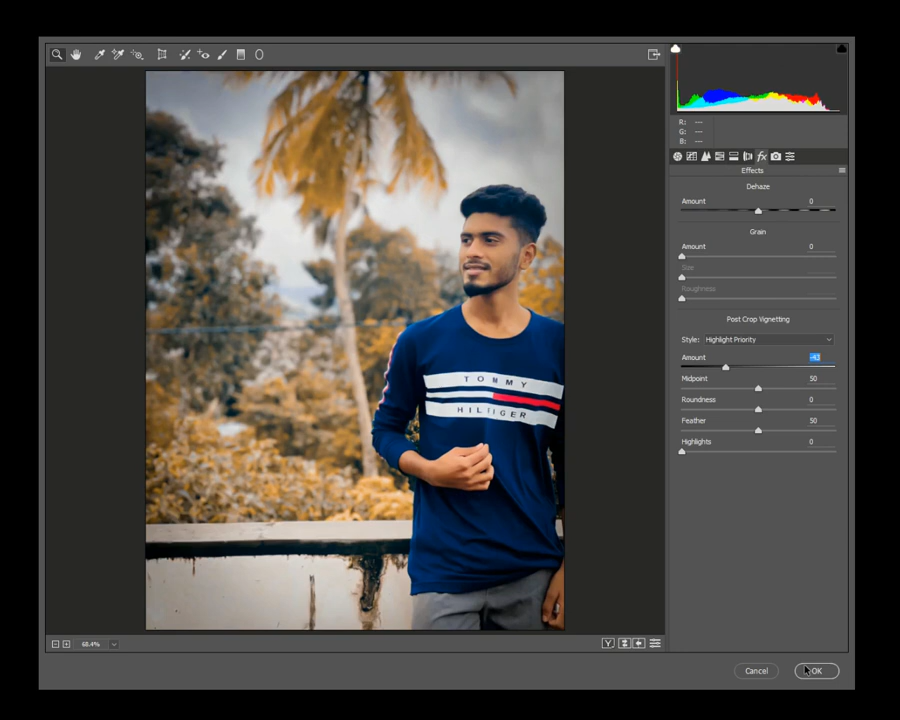 R: ---
G: ---
B: ---
fx
Effects
Dehaze
Amount 0
Grain
Amount 0
Size
Roughness
Post Crop Vignetting
Style: Highlight Priority
Amount -43
Midpoint 50
Roundness 0
Feather 50
Highlights 0
TOMMY
HILFIGER
68.4%
Y
Cancel
OK